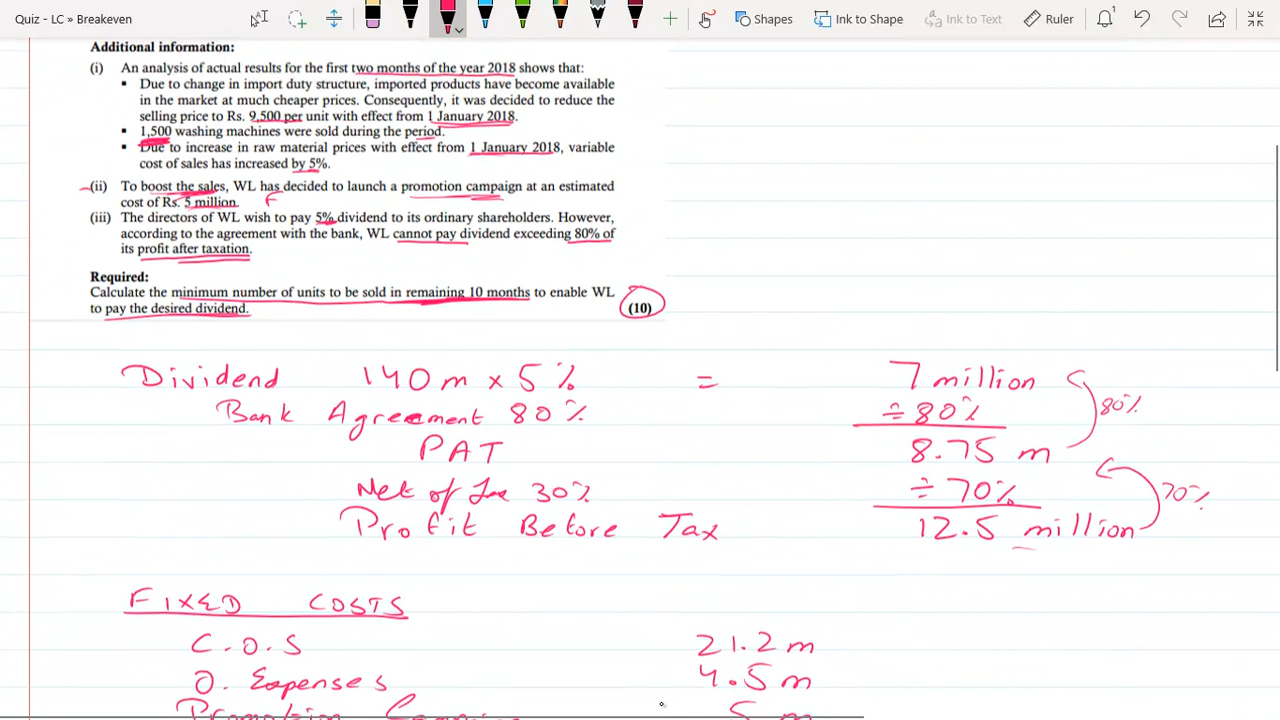 Quiz - LC » Breakeven
Shapes
Ink to Shape
Ink to Text
Ruler
Additional information:
(i) An analysis of actual results for the first two months of the year 2018 shows that:
▪ Due to change in import duty structure, imported products have become available
in the market at much cheaper prices. Consequently, it was decided to reduce the
selling price to Rs. 9,500 per unit with effect from 1 January 2018.
▪ 1,500 washing machines were sold during the period.
▪ Due to increase in raw material prices with effect from 1 January 2018, variable
cost of sales has increased by 5%.
(ii) To boost the sales, WL has decided to launch a promotion campaign at an estimated
cost of Rs. 5 million. F
(iii) The directors of WL wish to pay 5% dividend to its ordinary shareholders. However,
according to the agreement with the bank, WL cannot pay dividend exceeding 80% of
its profit after taxation.
Required:
Calculate the minimum number of units to be sold in remaining 10 months to enable WL
to pay the desired dividend. (10)
Dividend 140 m × 5% = 7 million
Bank Agreement 80% ÷ 80% 80%
PAT 8.75 m
Net of Tax 30% ÷ 70% 70%
Profit Before Tax 12.5 million
FIXED COSTS
C.O.S 21.2 m
O. Expenses 4.5 m
5 m